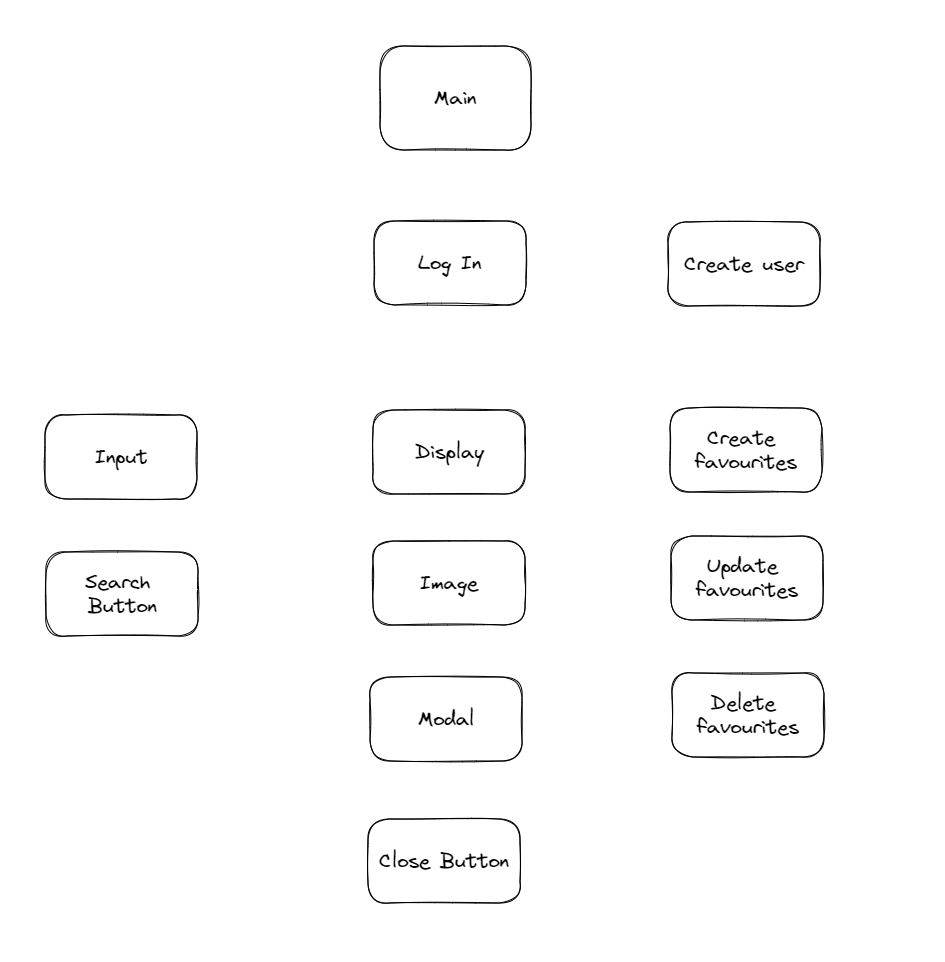 Main
Log In
Create user
Input
Display
Create
favourites
Search
Button
Image
Update
favourites
Modal
Delete
favourites
Close Button